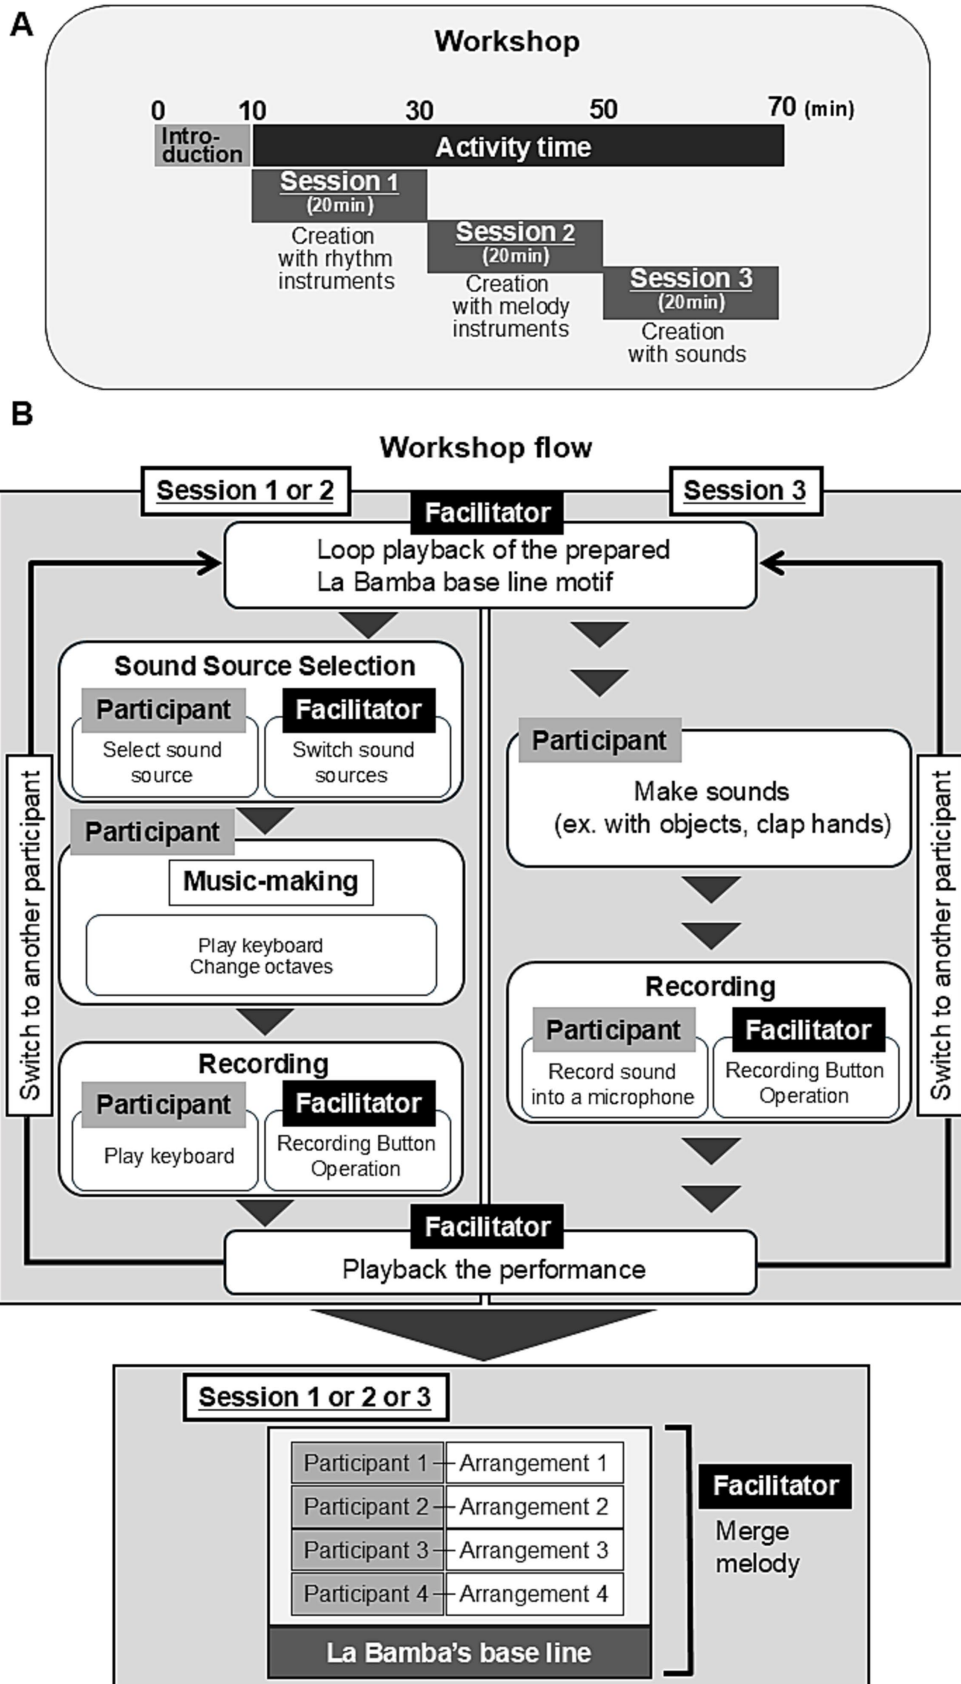 A
Workshop
0 10 30 50 70 (min)
Intro-
duction
Activity time
Session 1
(20min)
Creation
with rhythm
instruments
Session 2
(20min)
Creation
with melody
instruments
Session 3
(20min)
Creation
with sounds
B
Workshop flow
Session 1 or 2
Session 3
Facilitator
Loop playback of the prepared
La Bamba base line motif
Sound Source Selection
Participant
Select sound
source
Facilitator
Switch sound
sources
Participant
Music-making
Play keyboard
Change octaves
Recording
Participant
Play keyboard
Facilitator
Recording Button
Operation
Switch to another participant
Participant
Make sounds
(ex. with objects, clap hands)
Recording
Participant
Record sound
into a microphone
Facilitator
Recording Button
Operation
Switch to another participant
Facilitator
Playback the performance
Session 1 or 2 or 3
Participant 1 Arrangement 1
Participant 2 Arrangement 2
Participant 3 Arrangement 3
Participant 4 Arrangement 4
La Bamba's base line
Facilitator
Merge
melody